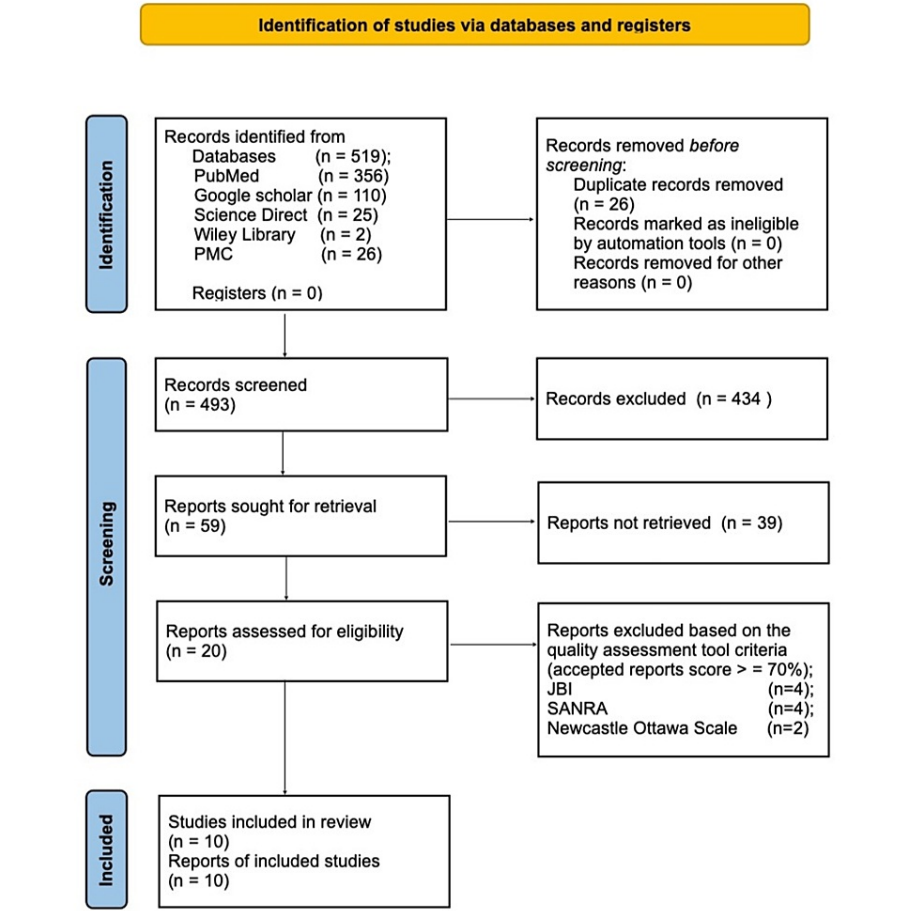 Identification of studies via databases and registers
Identification
Records identified from
Databases (n = 519);
PubMed (n = 356)
Google scholar (n = 110)
Science Direct (n = 25)
Wiley Library (n = 2)
PMC (n = 26)
Registers (n = 0)
Records removed before
screening:
Duplicate records removed
(n = 26)
Records marked as ineligible
by automation tools (n = 0)
Records removed for other
reasons (n = 0)
Screening
Records screened
(n = 493)
Records excluded (n = 434 )
Reports sought for retrieval
(n = 59)
Reports not retrieved (n = 39)
Reports assessed for eligibility
(n = 20)
Reports excluded based on the
quality assessment tool criteria
(accepted reports score > = 70%);
JBI (n=4);
SANRA (n=4);
Newcastle Ottawa Scale (n=2)
Included
Studies included in review
(n = 10)
Reports of included studies
(n = 10)